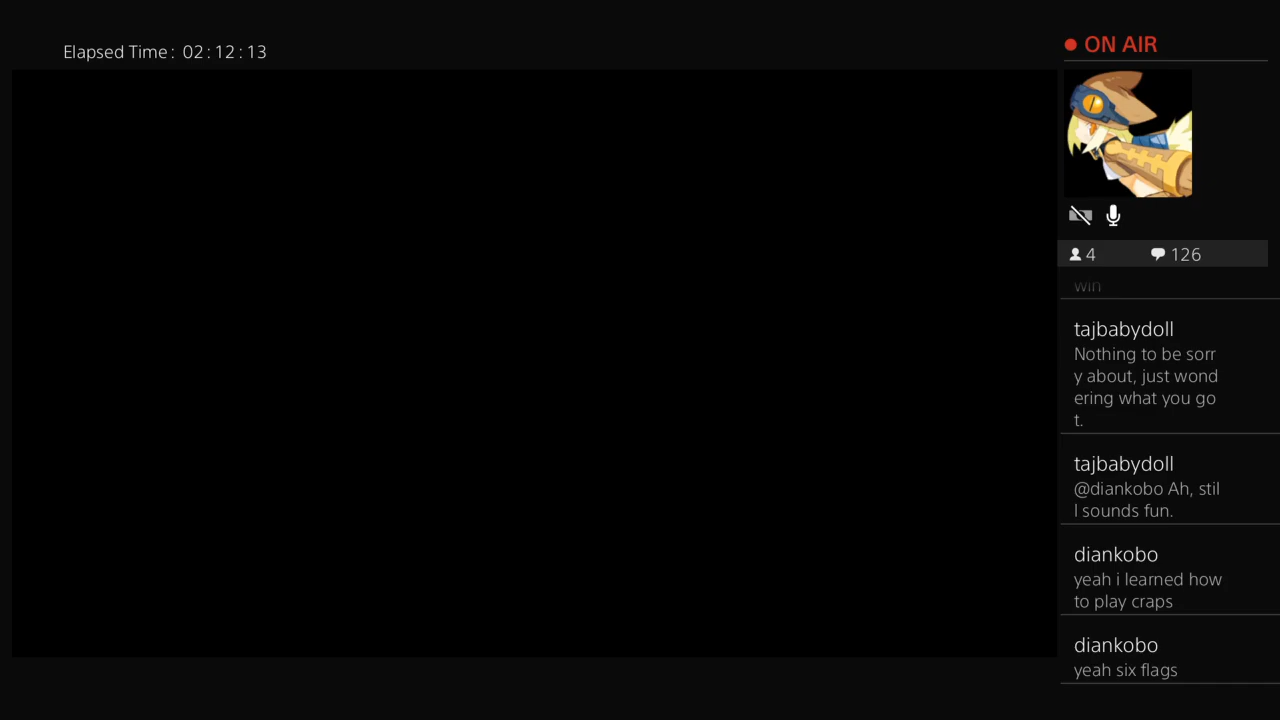 Elapsed Time: 02:12:13
ON AIR
4 126
win
tajbabydoll
Nothing to be sorr
y about, just wond
ering what you go
t.
tajbabydoll
@diankobo Ah, stil
l sounds fun.
diankobo
yeah i learned how
to play craps
diankobo
yeah six flags